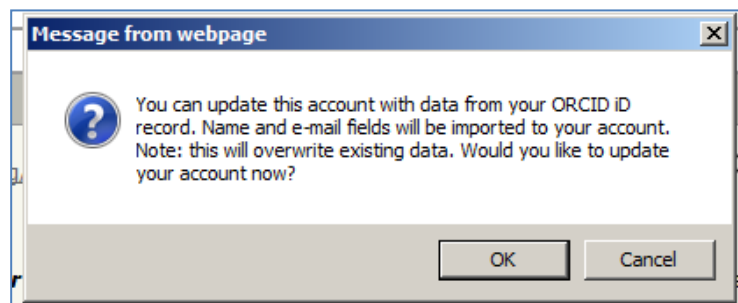 Message from webpage
You can update this account with data from your ORCID iD
record. Name and e-mail fields will be imported to your account.
Note: this will overwrite existing data. Would you like to update
your account now?
OK Cancel